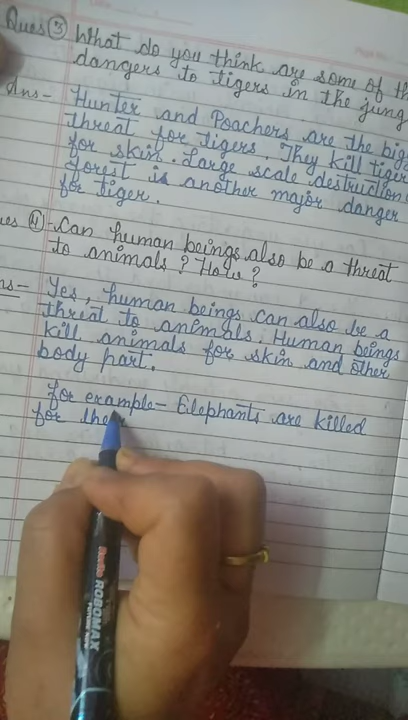 Ques ③ What do you think are some of th
dangers to tigers in the jung
Ans- Hunter and Poachers are the big
threat for tigers. They kill tiger
for skin. Large scale destruction
forest is another major danger
for tiger.
ues ④ Can human beings also be a threat
to animals? How?
ns- Yes, human beings can also be a
threat to animals. Human beings
kill animals for skin and other
body part.
for example- Elephants are killed
for thei
ROBOMAX